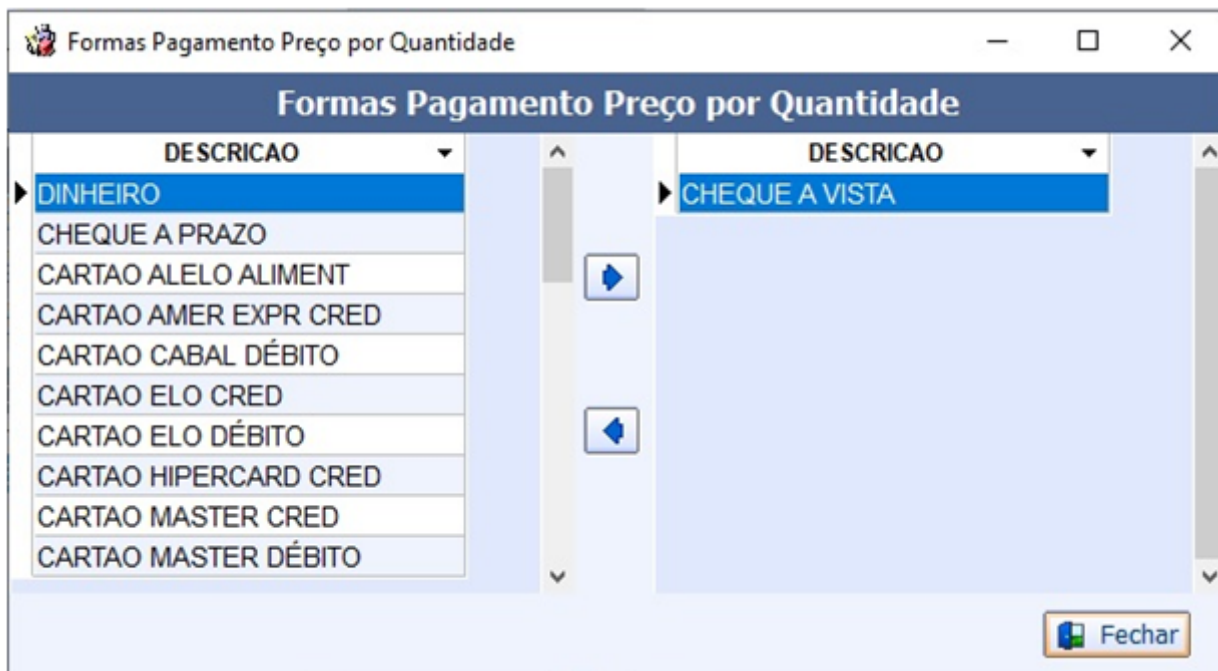 Formas Pagamento Preço por Quantidade
Formas Pagamento Preço por Quantidade
DESCRICAO
DINHEIRO
CHEQUE A PRAZO
CARTAO ALELO ALIMENT
CARTAO AMER EXPR CRED
CARTAO CABAL DÉBITO
CARTAO ELO CRED
CARTAO ELO DÉBITO
CARTAO HIPERCARD CRED
CARTAO MASTER CRED
CARTAO MASTER DÉBITO
DESCRICAO
CHEQUE A VISTA
Fechar